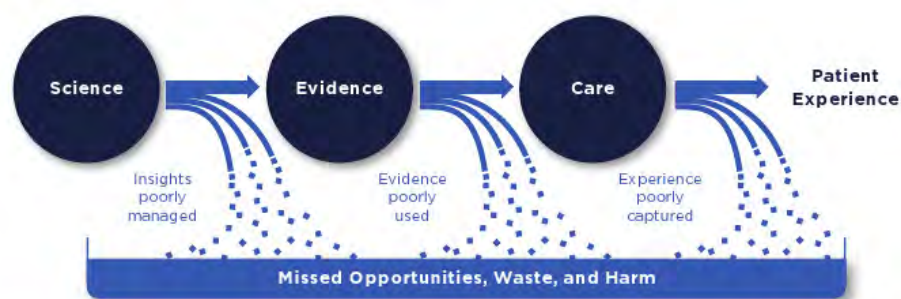 Science
Evidence
Care
Patient
Experience
Insights
poorly
managed
Evidence
poorly
used
Experience
poorly
captured
Missed Opportunities, Waste, and Harm